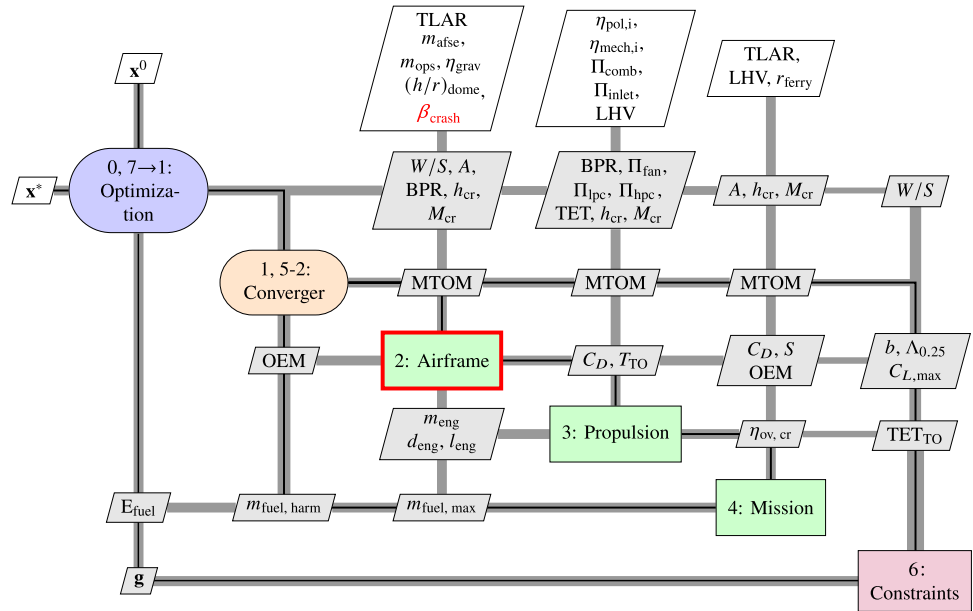 TLAR
m_afse,
m_ops, η_grav
(h/r)_dome,
β_crash
η_pol,i,
η_mech,i,
Π_comb,
Π_inlet,
LHV
TLAR,
LHV, r_ferry
x⁰
x*
0, 7→1:
Optimiza-
tion
W/S, A,
BPR, h_cr,
M_cr
BPR, Π_fan,
Π_lpc, Π_hpc,
TET, h_cr, M_cr
A, h_cr, M_cr
W/S
1, 5-2:
Converger
MTOM
MTOM
MTOM
OEM
2: Airframe
C_D, T_TO
C_D, S
OEM
b, Λ_0.25
C_L,max
m_eng
d_eng, l_eng
3: Propulsion
η_ov, cr
TET_TO
E_fuel
m_fuel, harm
m_fuel, max
4: Mission
g
6:
Constraints